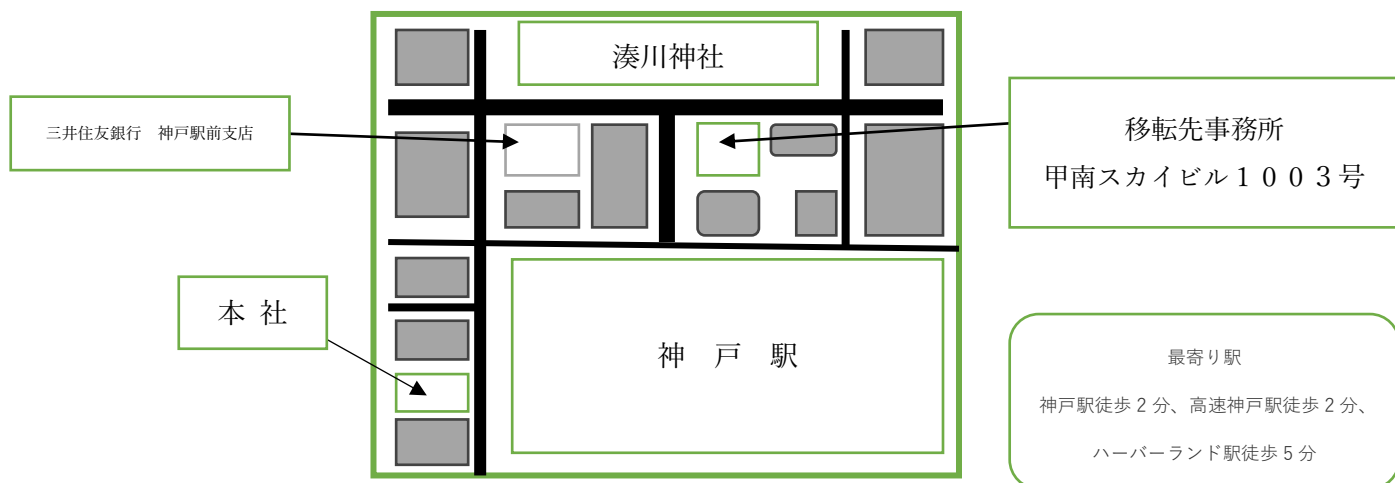 湊川神社
三井住友銀行　神戸駅前支店
移転先事務所
甲南スカイビル１００３号
本 社
神　戸　駅
最寄り駅
神戸駅徒歩２分、高速神戸駅徒歩２分、
ハーバーランド駅徒歩５分